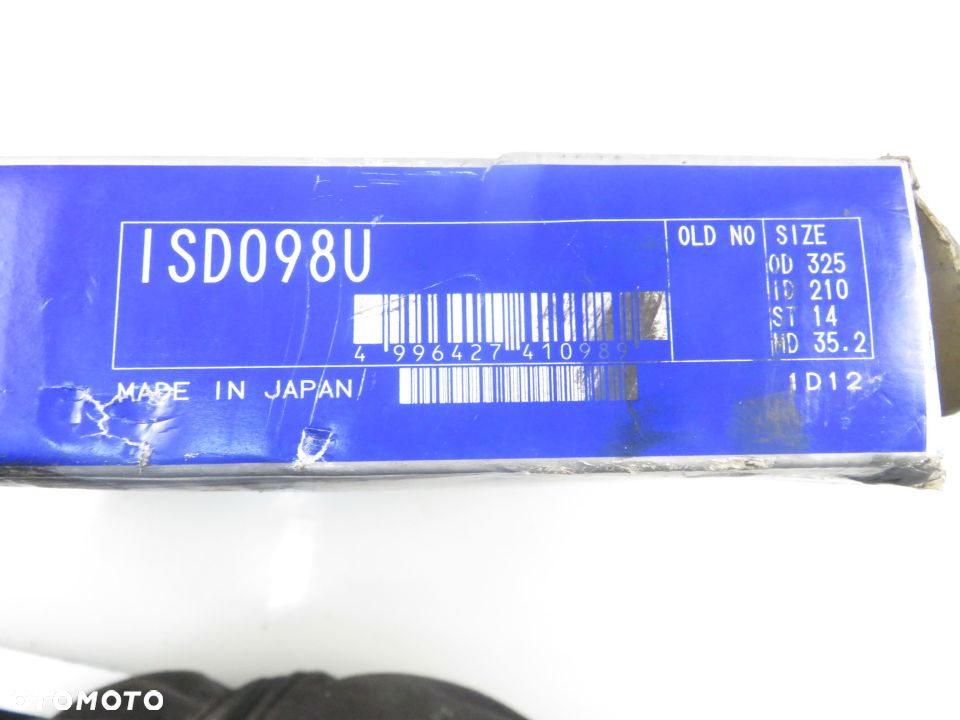 ISD098U
OLD NO
SIZE
OD 325
ID 210
ST 14
MD 35.2
4 996427 410989
MADE IN JAPAN
1D12
OTOMOTO